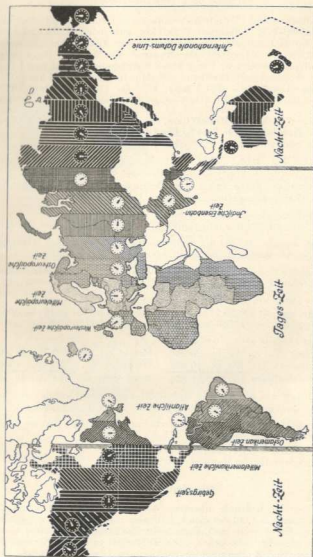 Nacht-Zeit
Gebirgszeit
Mittelamerikanische Zeit
Ostamerikan. Zeit
Atlantische Zeit
Tages-Zeit
Westeuropäische Zeit
Mitteleuropäische
Zeit
Osteuropäische
Zeit
Indische Eisenbahn-
Zeit
Nacht-Zeit
Internationale Datums-Linie